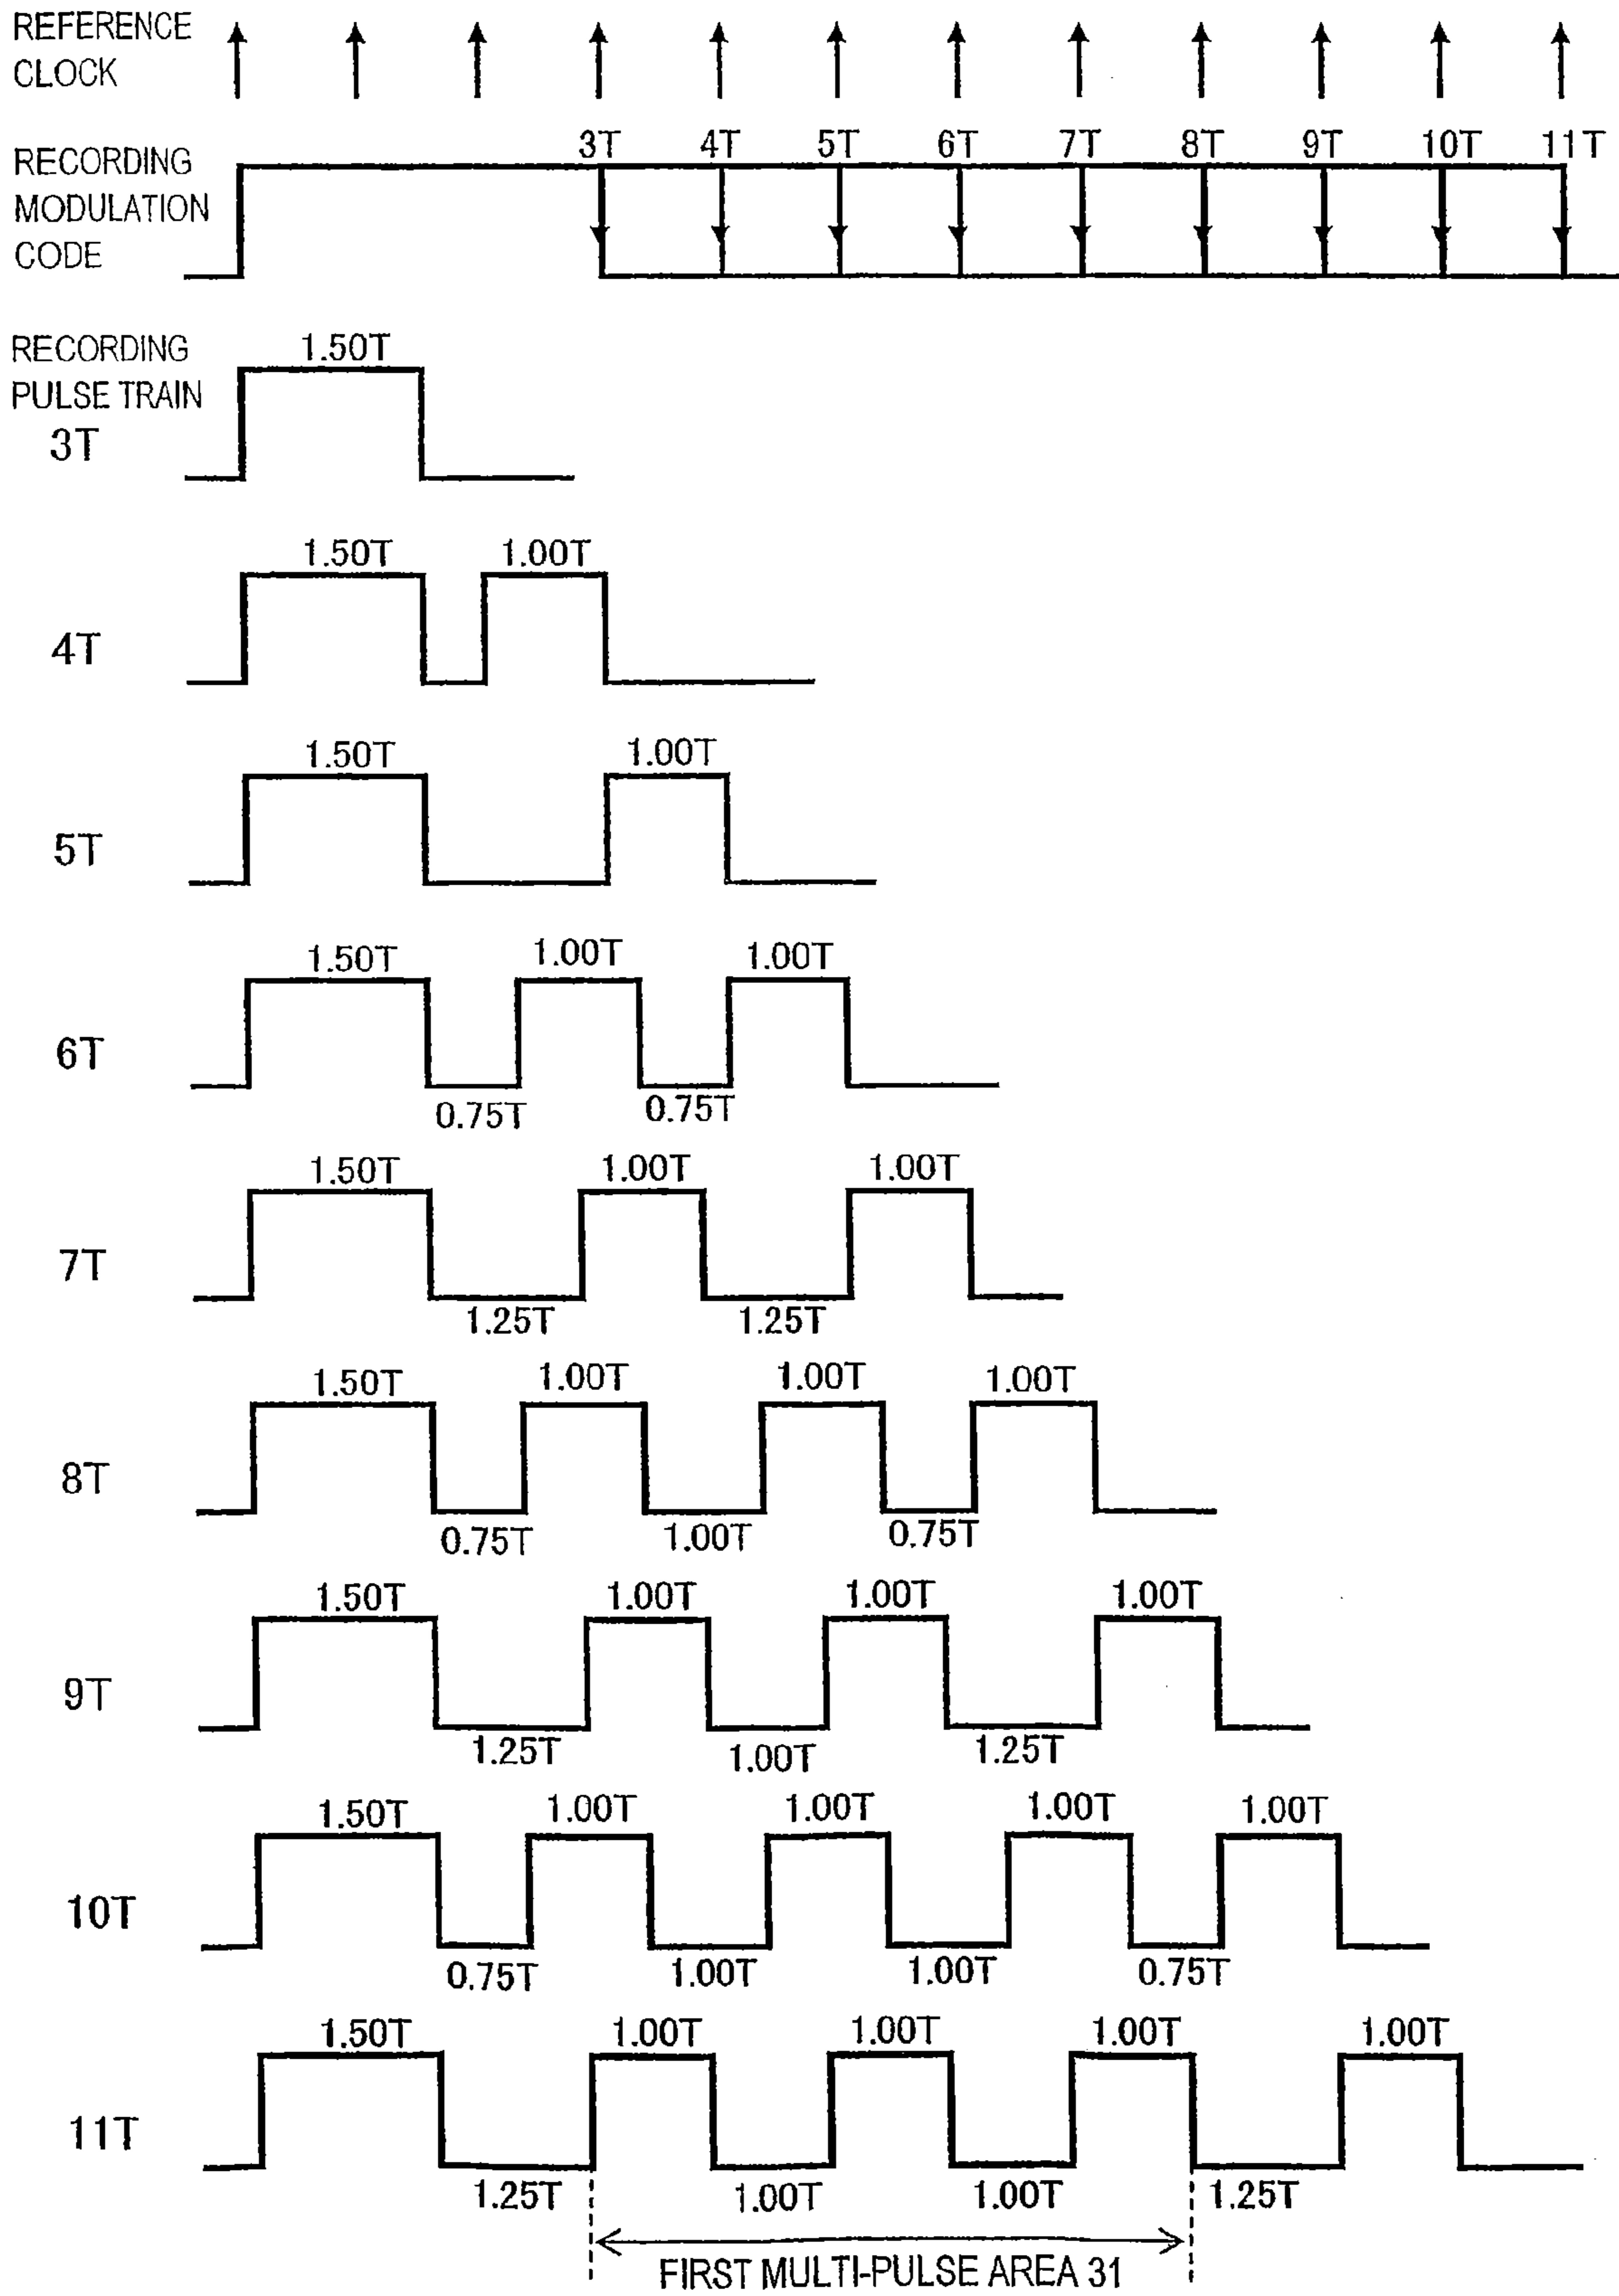 REFERENCE
CLOCK
3T 4T 5T 6T 7T 8T 9T 10T 11T
RECORDING
MODULATION
CODE
RECORDING
PULSE TRAIN
1.50T
3T
1.50T 1.00T
4T
1.50T 1.00T
5T
1.50T 1.00T 1.00T
6T
0.75T 0.75T
1.50T 1.00T 1.00T
7T
1.25T 1.25T
1.50T 1.00T 1.00T 1.00T
8T
0.75T 1.00T 0.75T
1.50T 1.00T 1.00T 1.00T
9T
1.25T 1.00T 1.25T
1.50T 1.00T 1.00T 1.00T 1.00T
10T
0.75T 1.00T 1.00T 0.75T
1.50T 1.00T 1.00T 1.00T 1.00T
11T
1.25T 1.00T 1.00T 1.25T
FIRST MULTI-PULSE AREA 31